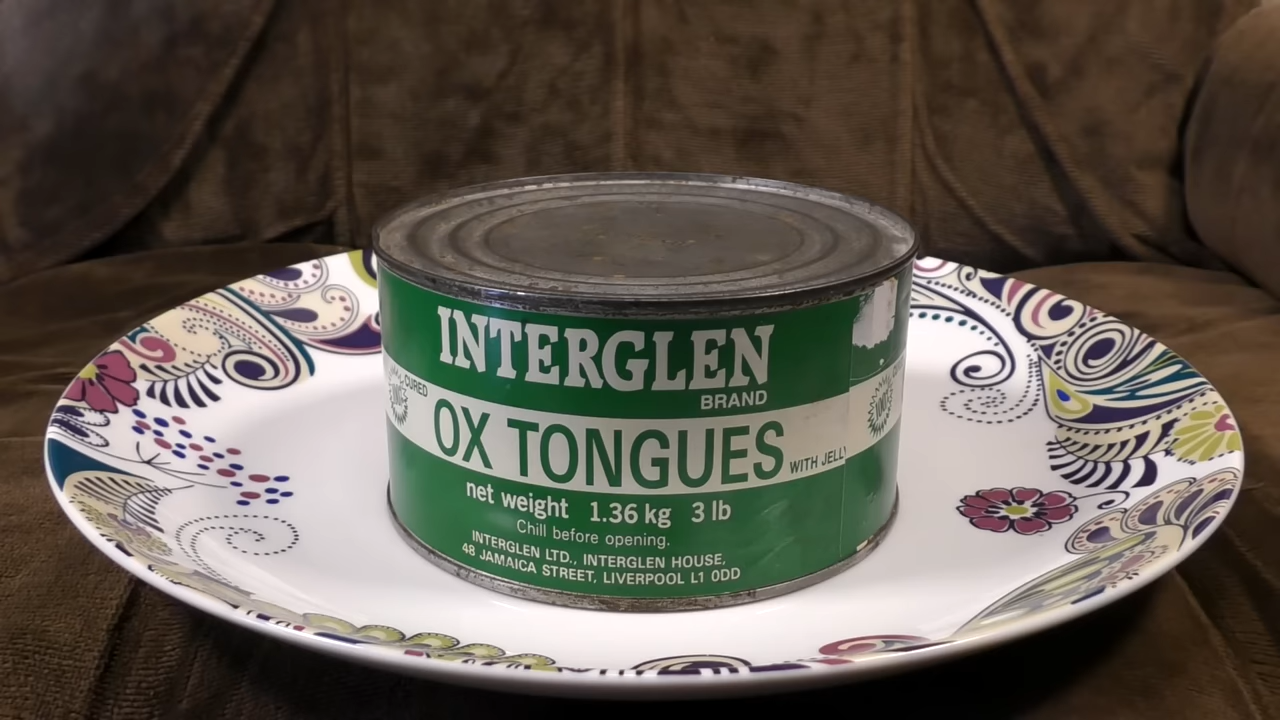 INTERGLEN
BRAND
CURED
OX TONGUES
WITH JELLY
net weight 1.36 kg 3 lb
Chill before opening.
INTERGLEN LTD., INTERGLEN HOUSE,
48 JAMAICA STREET, LIVERPOOL L1 0DD